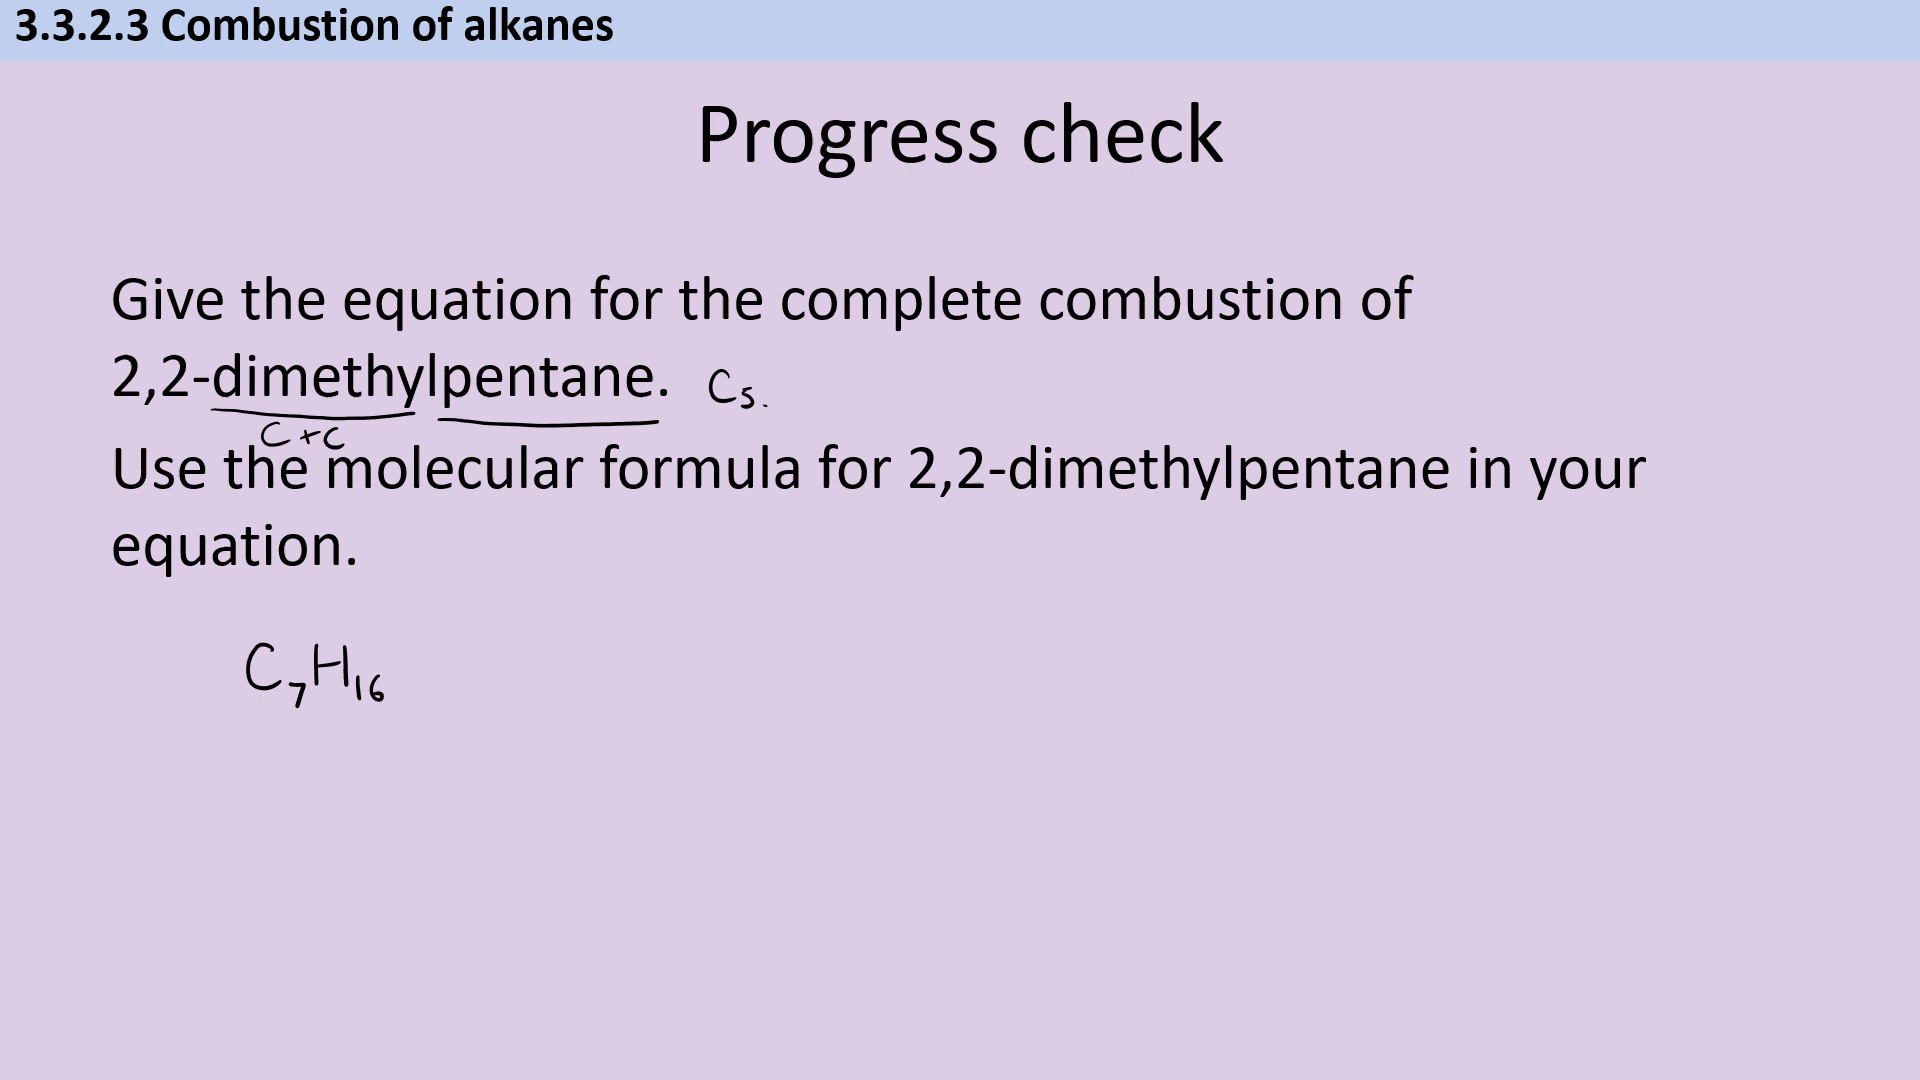 3.3.2.3 Combustion of alkanes
Progress check
Give the equation for the complete combustion of
2,2-dimethylpentane. C₅.
C + C
Use the molecular formula for 2,2-dimethylpentane in your
equation.
C₇H₁₆